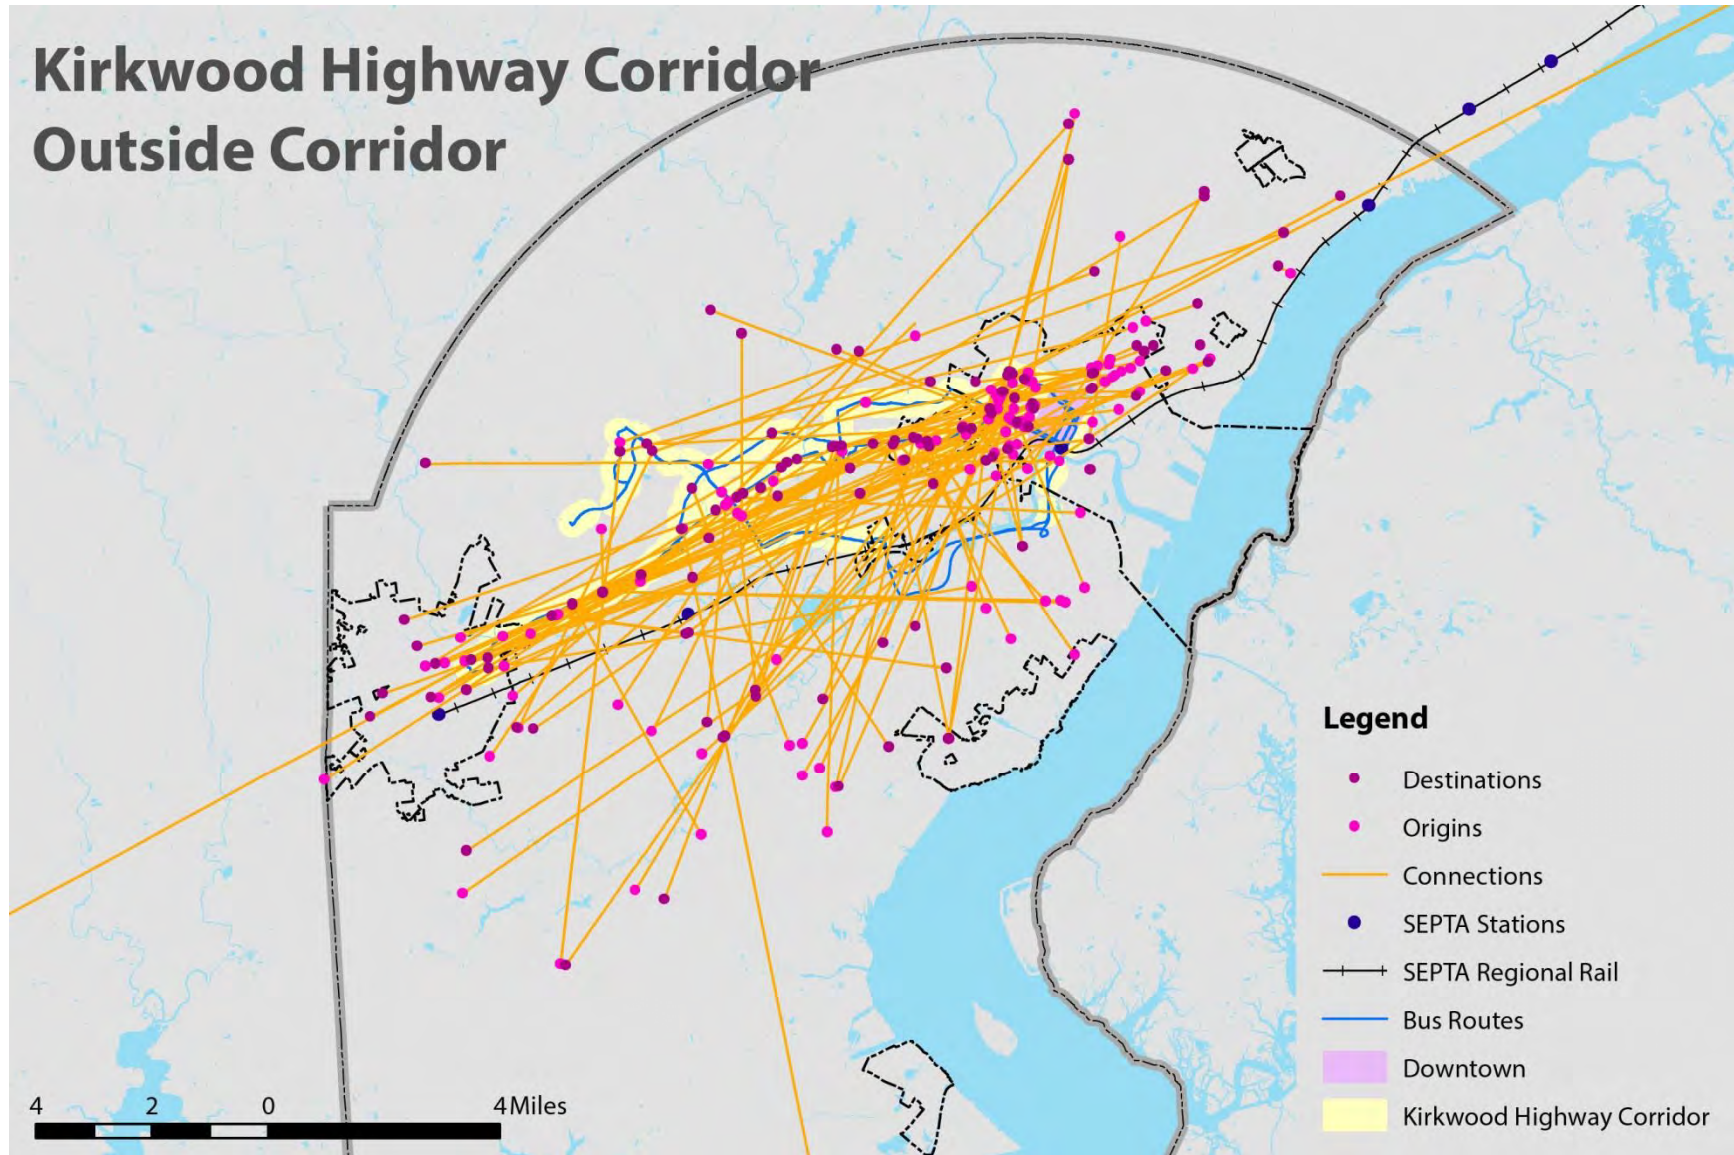 Kirkwood Highway Corridor
Outside Corridor
Legend
Destinations
Origins
Connections
SEPTA Stations
SEPTA Regional Rail
Bus Routes
Downtown
Kirkwood Highway Corridor
4 2 0 4 Miles